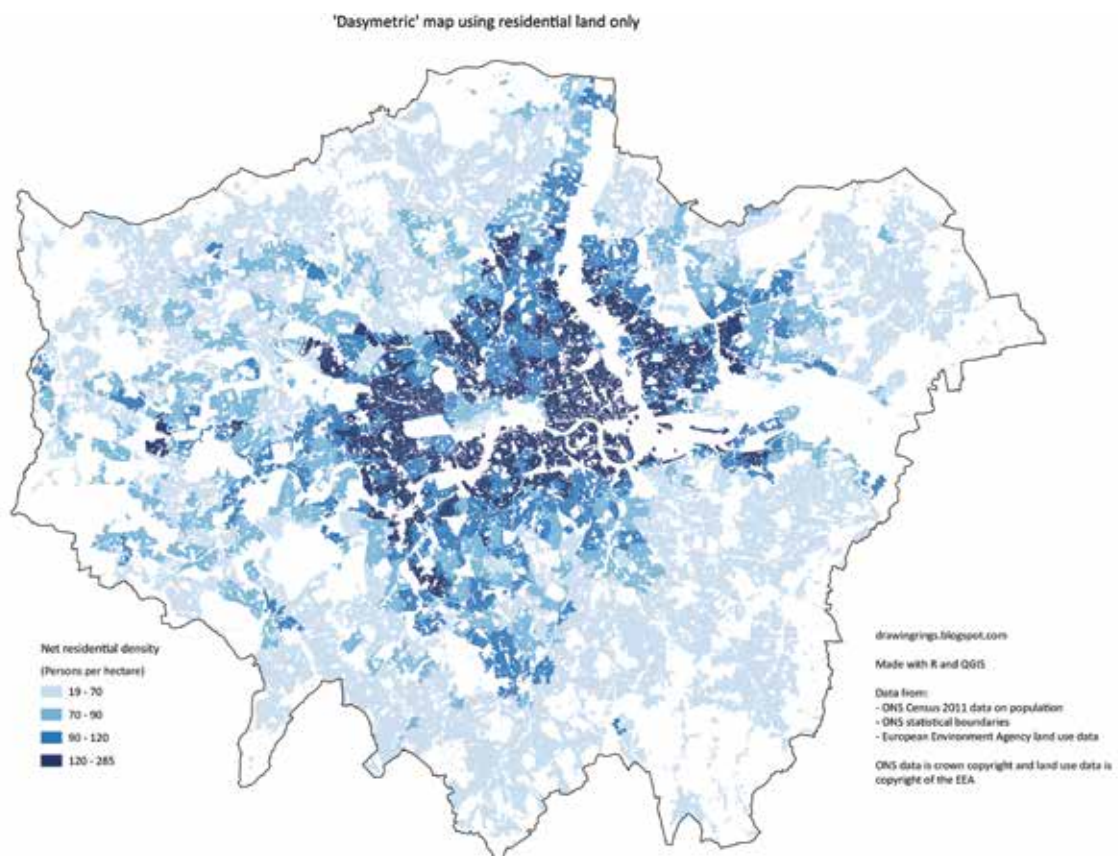 'Dasymetric' map using residential land only
Net residential density
(Persons per hectare)
19 - 70
70 - 90
90 - 120
120 - 285
drawingrings.blogspot.com
Made with R and QGIS
Data from:
- ONS Census 2011 data on population
- ONS statistical boundaries
- European Environment Agency land use data
ONS data is crown copyright and land use data is
copyright of the EEA